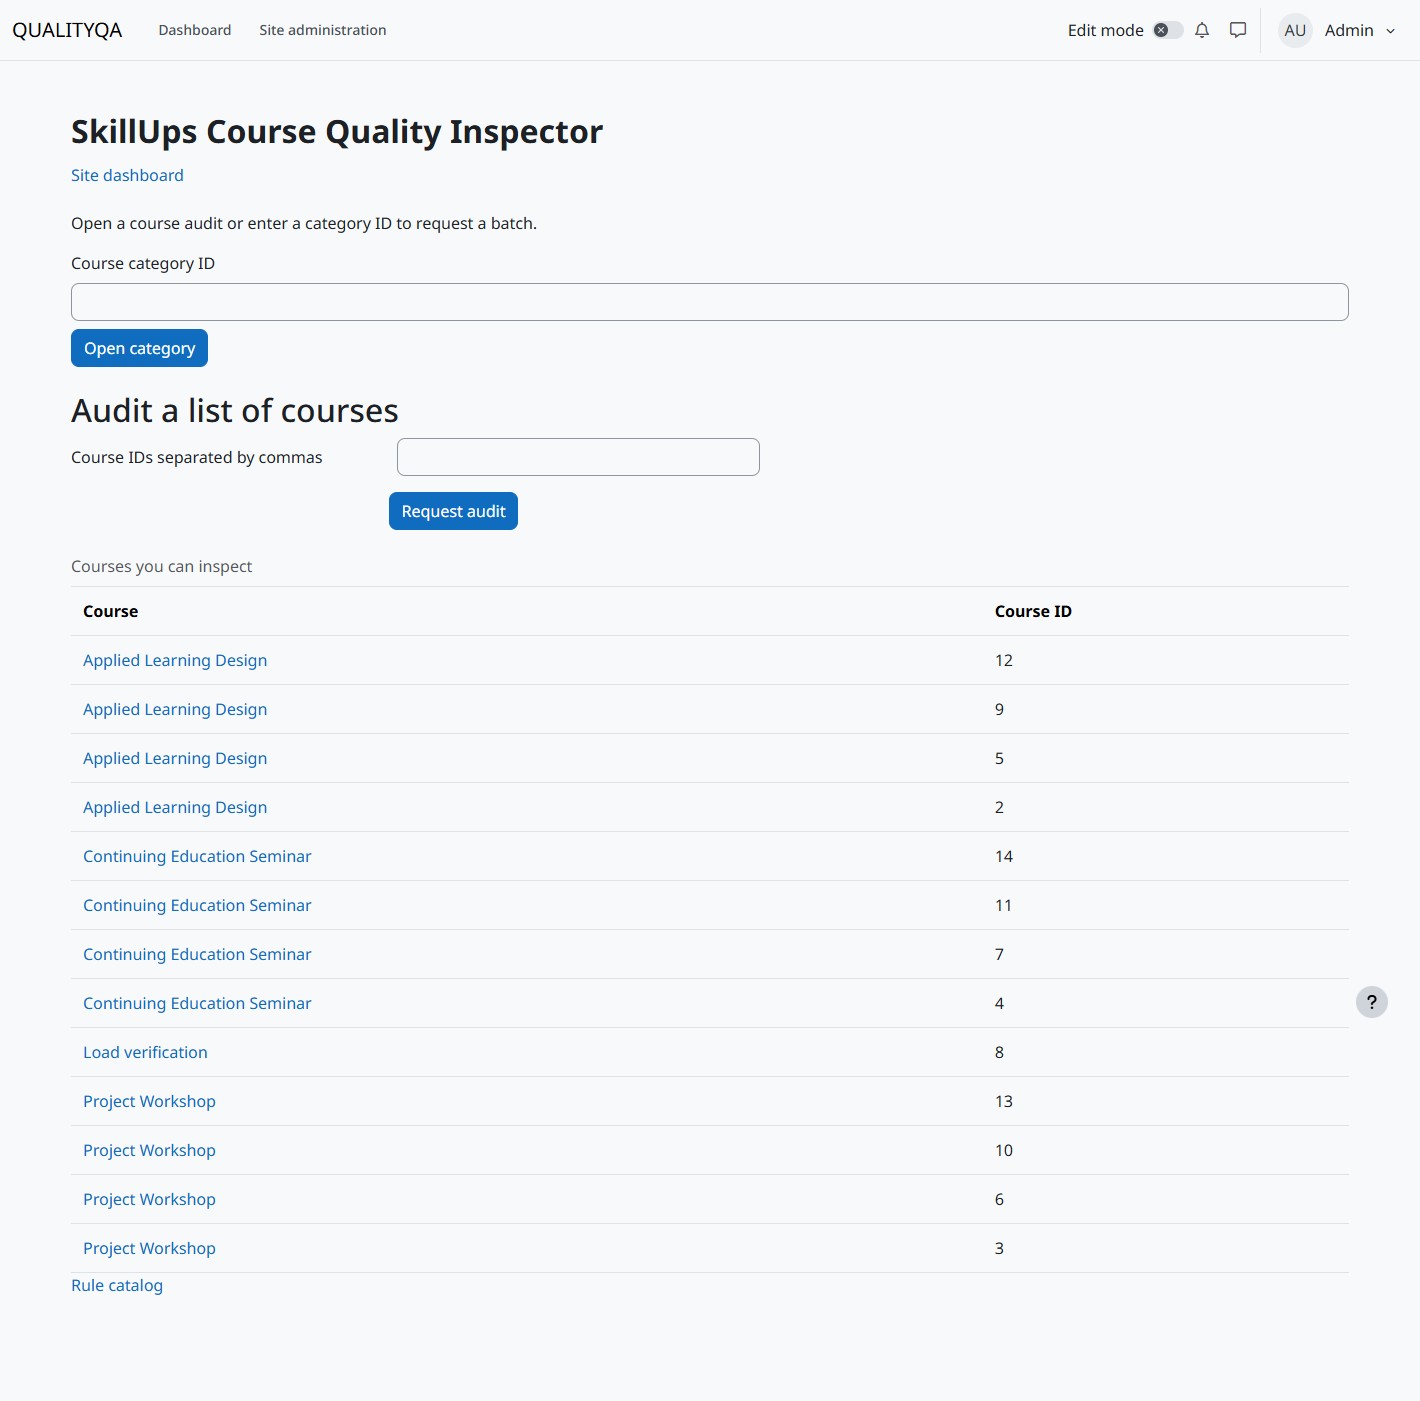 QUALITYQA Dashboard Site administration Edit mode AU Admin
SkillUps Course Quality Inspector
Site dashboard
Open a course audit or enter a category ID to request a batch.
Course category ID
Open category
Audit a list of courses
Course IDs separated by commas
Request audit
Courses you can inspect
Course Course ID
Applied Learning Design 12
Applied Learning Design 9
Applied Learning Design 5
Applied Learning Design 2
Continuing Education Seminar 14
Continuing Education Seminar 11
Continuing Education Seminar 7
Continuing Education Seminar 4
?
Load verification 8
Project Workshop 13
Project Workshop 10
Project Workshop 6
Project Workshop 3
Rule catalog